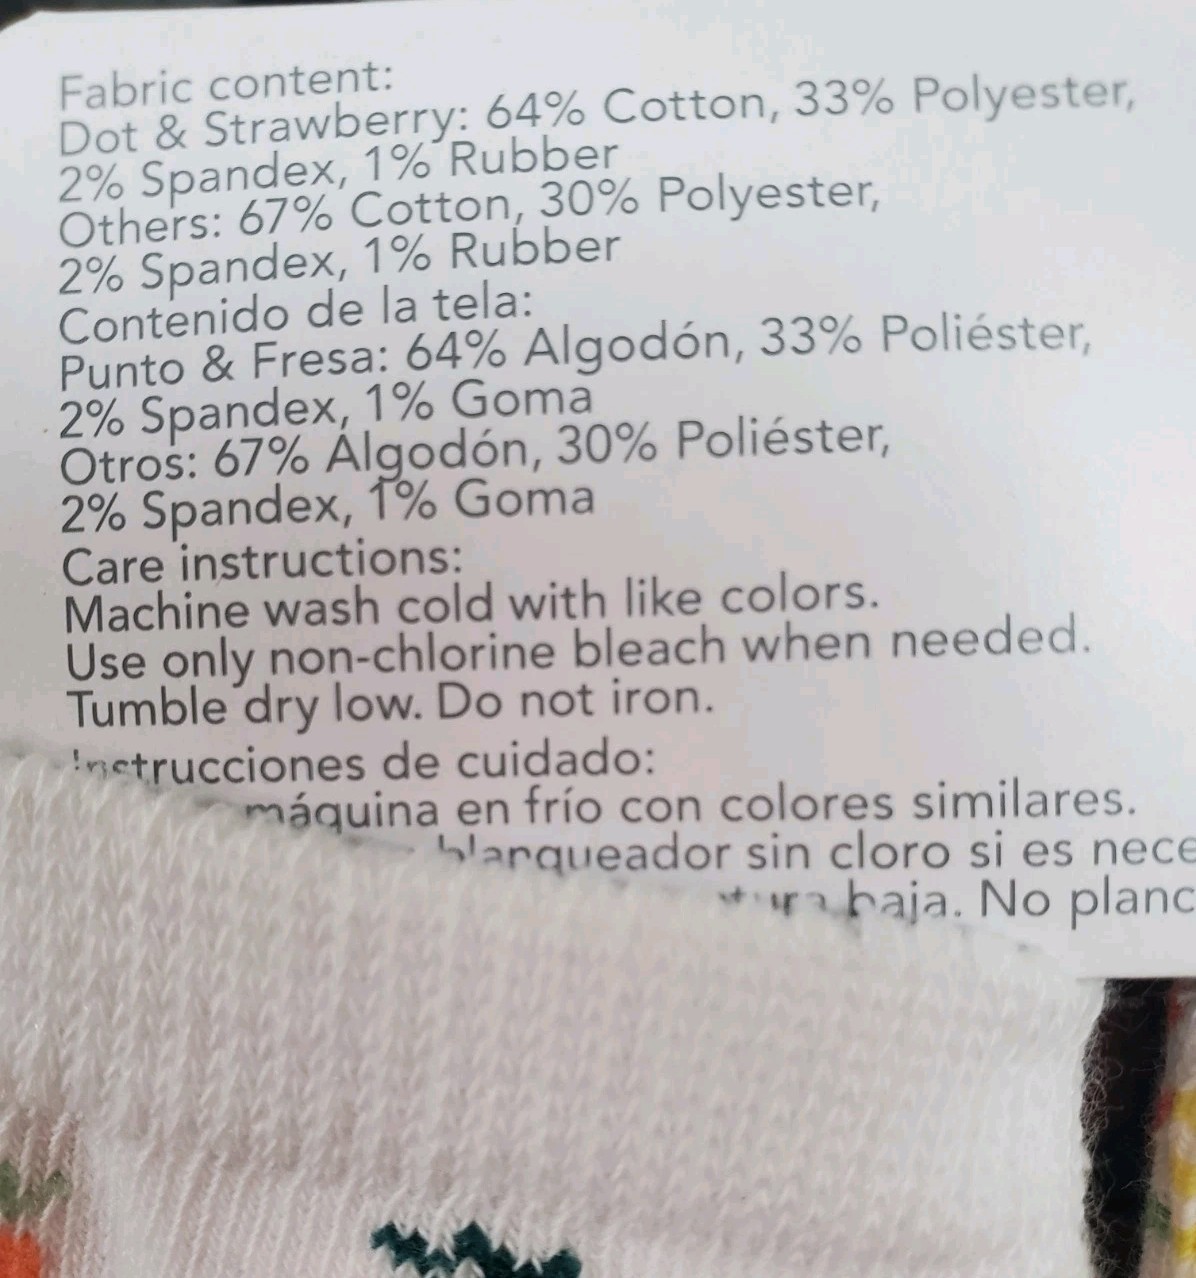 Fabric content:
Dot & Strawberry: 64% Cotton, 33% Polyester,
2% Spandex, 1% Rubber
Others: 67% Cotton, 30% Polyester,
2% Spandex, 1% Rubber
Contenido de la tela:
Punto & Fresa: 64% Algodón, 33% Poliéster,
2% Spandex, 1% Goma
Otros: 67% Algodón, 30% Poliéster,
2% Spandex, 1% Goma
Care instructions:
Machine wash cold with like colors.
Use only non-chlorine bleach when needed.
Tumble dry low. Do not iron.
Instrucciones de cuidado:
máquina en frío con colores similares.
blanqueador sin cloro si es nece
baja. No planc